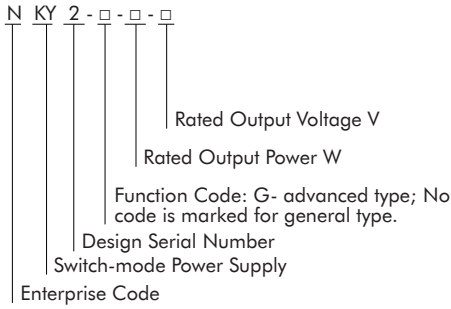 N KY 2 - □ - □ - □
Rated Output Voltage V
Rated Output Power W
Function Code: G- advanced type; No
code is marked for general type.
Design Serial Number
Switch-mode Power Supply
Enterprise Code